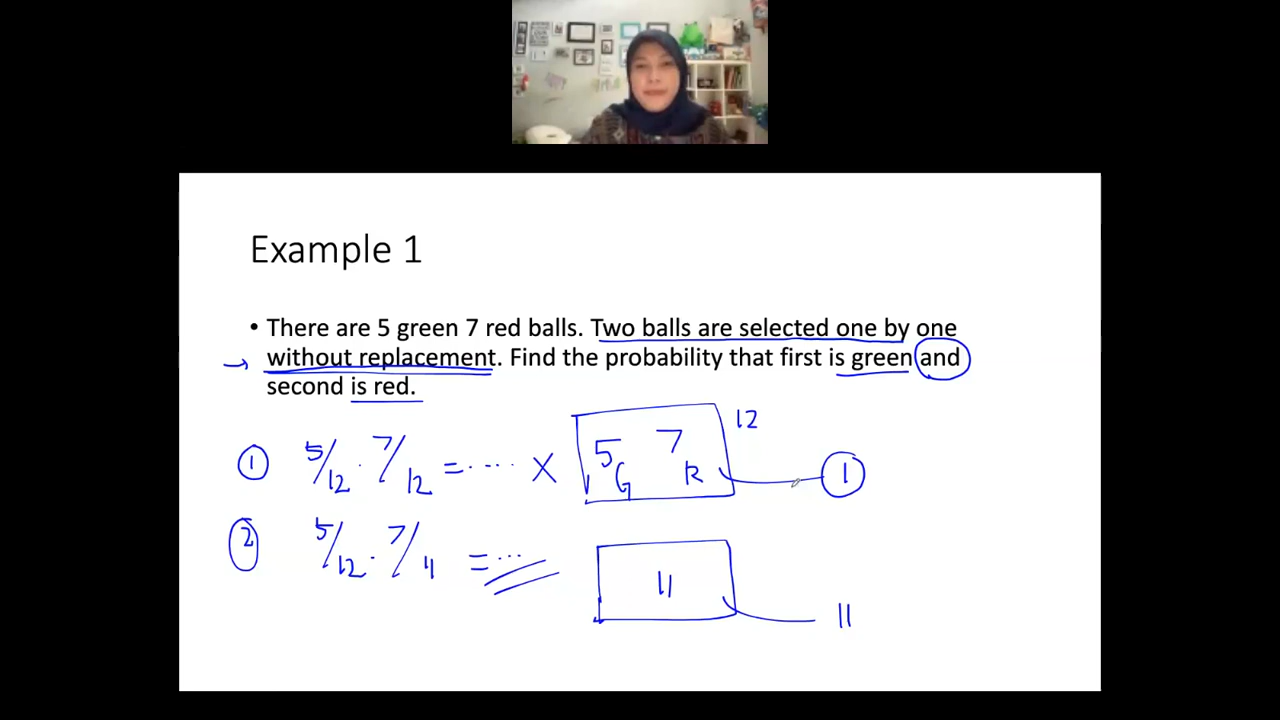 Example 1
• There are 5 green 7 red balls. Two balls are selected one by one
without replacement. Find the probability that first is green and
second is red.
12
① 5/12 · 7/12 = .... X 5 G 7 R ①
② 5/12 · 7/11 = ...
11
11